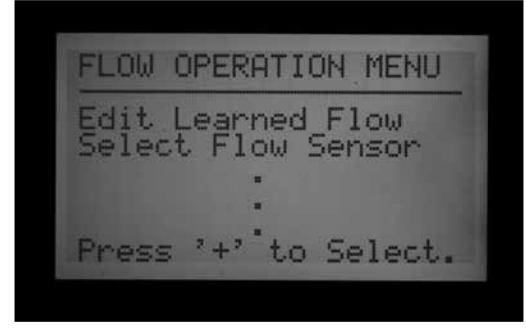 FLOW OPERATION MENU
Edit Learned Flow
Select Flow Sensor
.
.
.
Press '+' to Select.